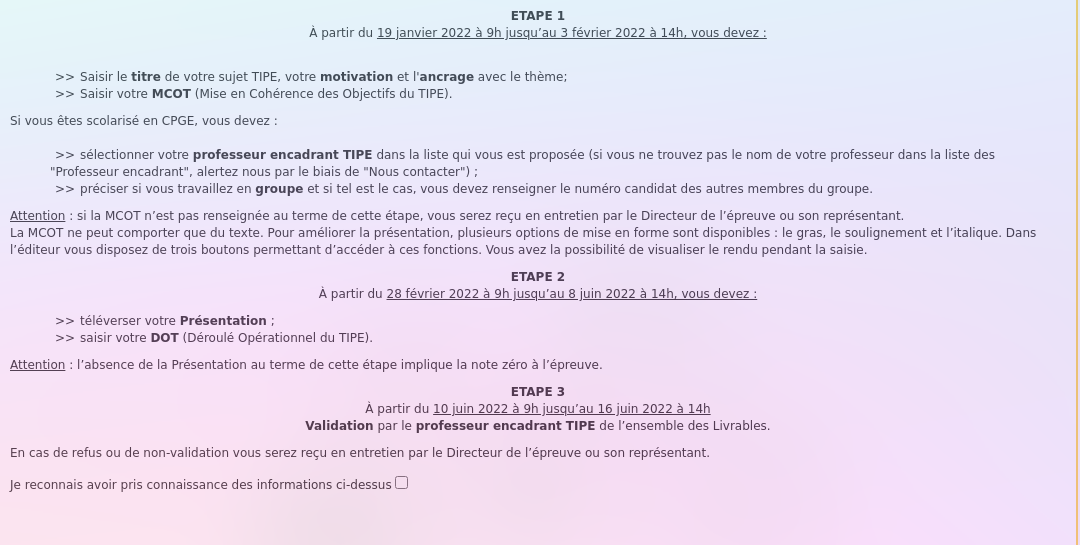 ETAPE 1
À partir du 19 janvier 2022 à 9h jusqu’au 3 février 2022 à 14h, vous devez :
>> Saisir le titre de votre sujet TIPE, votre motivation et l'ancrage avec le thème;
>> Saisir votre MCOT (Mise en Cohérence des Objectifs du TIPE).
Si vous êtes scolarisé en CPGE, vous devez :
>> sélectionner votre professeur encadrant TIPE dans la liste qui vous est proposée (si vous ne trouvez pas le nom de votre professeur dans la liste des
"Professeur encadrant", alertez nous par le biais de "Nous contacter") ;
>> préciser si vous travaillez en groupe et si tel est le cas, vous devez renseigner le numéro candidat des autres membres du groupe.
Attention : si la MCOT n’est pas renseignée au terme de cette étape, vous serez reçu en entretien par le Directeur de l’épreuve ou son représentant.
La MCOT ne peut comporter que du texte. Pour améliorer la présentation, plusieurs options de mise en forme sont disponibles : le gras, le soulignement et l’italique. Dans
l’éditeur vous disposez de trois boutons permettant d’accéder à ces fonctions. Vous avez la possibilité de visualiser le rendu pendant la saisie.
ETAPE 2
À partir du 28 février 2022 à 9h jusqu’au 8 juin 2022 à 14h, vous devez :
>> téléverser votre Présentation ;
>> saisir votre DOT (Déroulé Opérationnel du TIPE).
Attention : l’absence de la Présentation au terme de cette étape implique la note zéro à l’épreuve.
ETAPE 3
À partir du 10 juin 2022 à 9h jusqu’au 16 juin 2022 à 14h
Validation par le professeur encadrant TIPE de l’ensemble des Livrables.
En cas de refus ou de non-validation vous serez reçu en entretien par le Directeur de l’épreuve ou son représentant.
Je reconnais avoir pris connaissance des informations ci-dessus